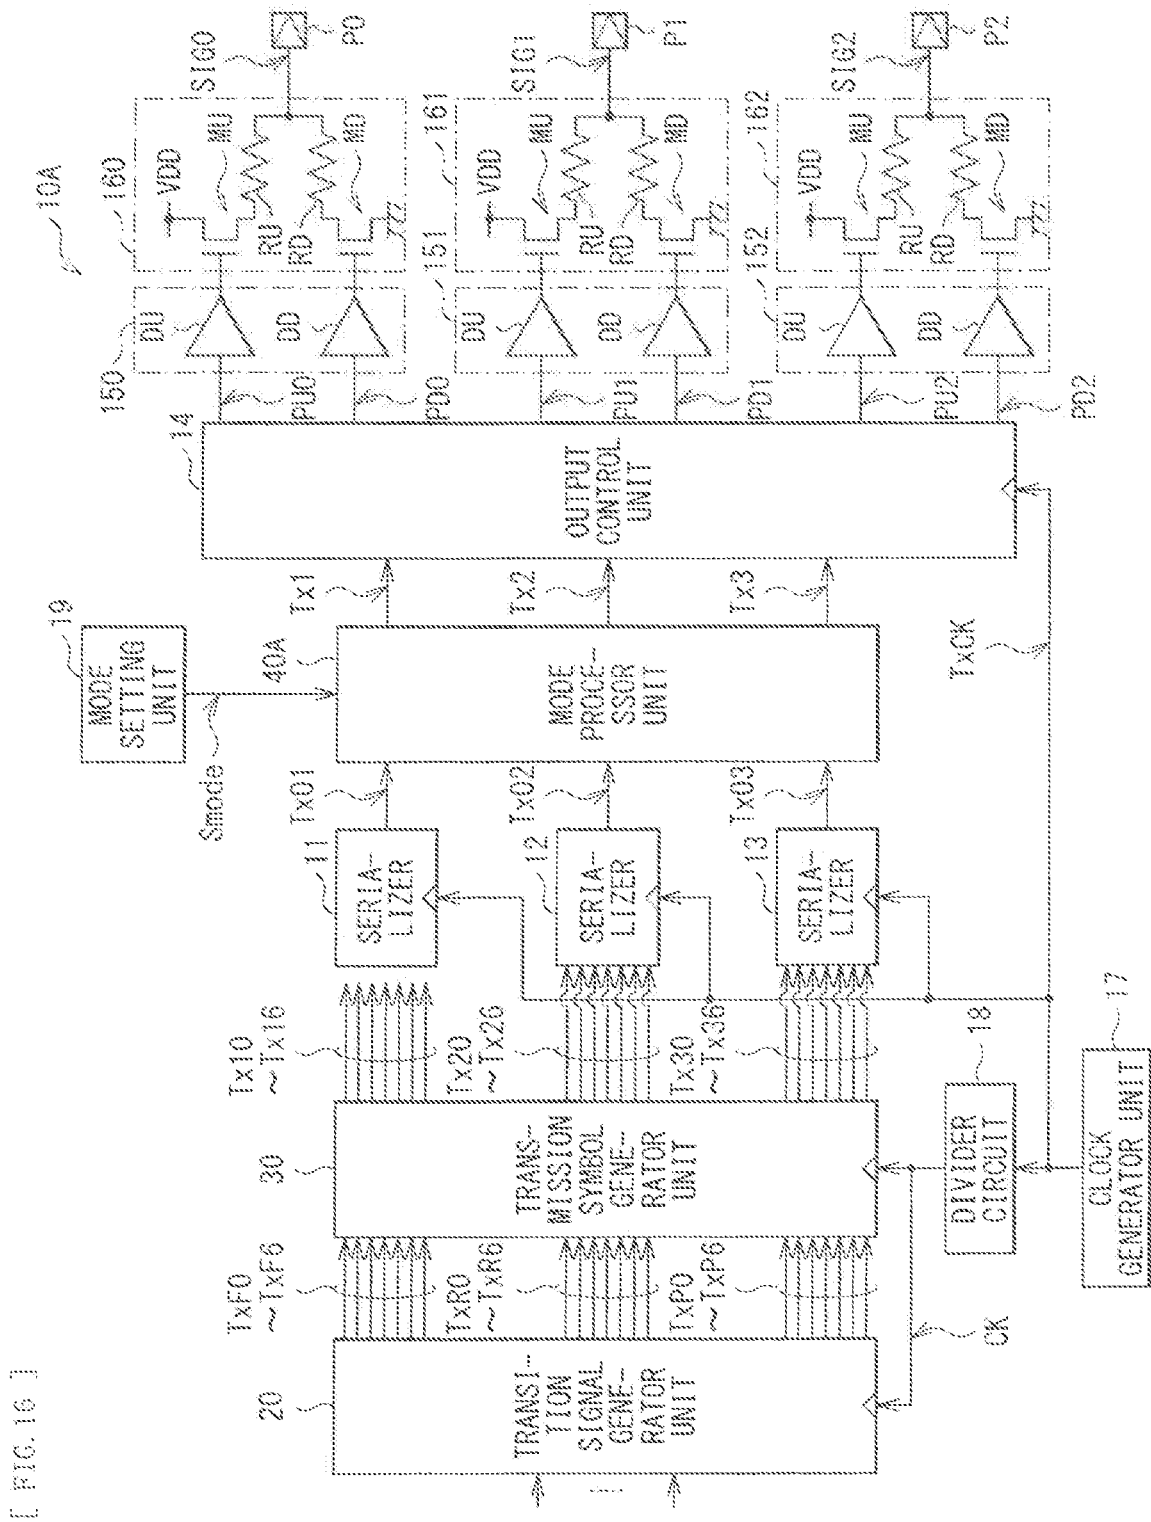 [ FIG. 16 ]
10A
20
TRANSI-
TION
SIGNAL
GENE-
RATOR
UNIT
TxF0
~TxF6
TxR0
~TxR6
TxP0
~TxP6
CK
30
TRANS-
MISSION
SYMBOL
GENE-
RATOR
UNIT
Tx10
~Tx16
Tx20
~Tx26
Tx30
~Tx36
18
DIVIDER
CIRCUIT
17
CLOCK
GENERATOR UNIT
11
SERIA-
LIZER
12
SERIA-
LIZER
13
SERIA-
LIZER
Tx01
Tx02
Tx03
TxCK
19
MODE
SETTING
UNIT
Smode
40A
MODE
PROCE-
SSOR
UNIT
Tx1
Tx2
Tx3
14
OUTPUT
CONTROL
UNIT
PU0
PD0
PU1
PD1
PU2
PD2
150
DU
DD
151
DU
DD
152
DU
DD
160
VDD
MU
RU
RD
MD
161
VDD
MU
RU
RD
MD
162
VDD
MU
RU
RD
MD
SIG0
P0
SIG1
P1
SIG2
P2